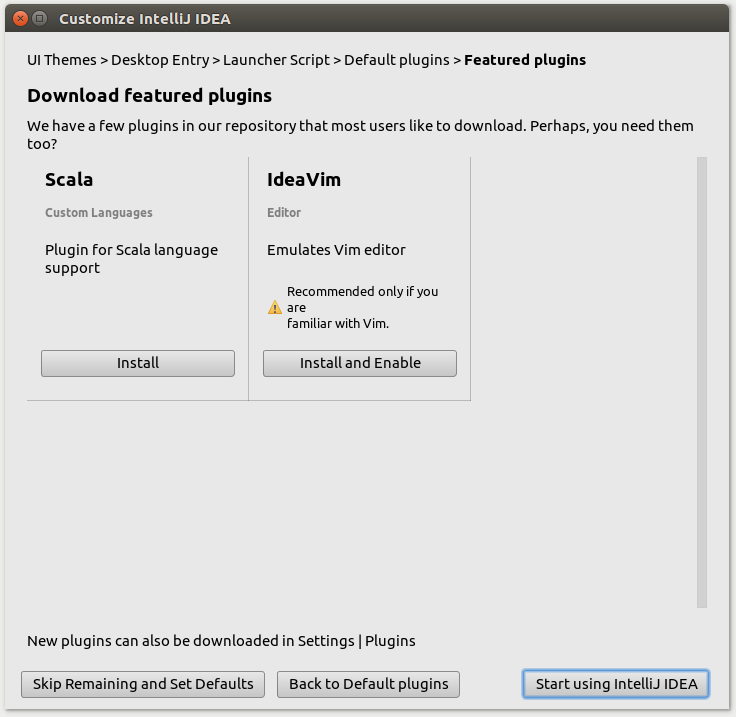 Customize IntelliJ IDEA
UI Themes > Desktop Entry > Launcher Script > Default plugins > Featured plugins
Download featured plugins
We have a few plugins in our repository that most users like to download. Perhaps, you need them
too?
Scala
Custom Languages
Plugin for Scala language
support
Install
IdeaVim
Editor
Emulates Vim editor
Recommended only if you
are
familiar with Vim.
Install and Enable
New plugins can also be downloaded in Settings | Plugins
Skip Remaining and Set Defaults
Back to Default plugins
Start using IntelliJ IDEA